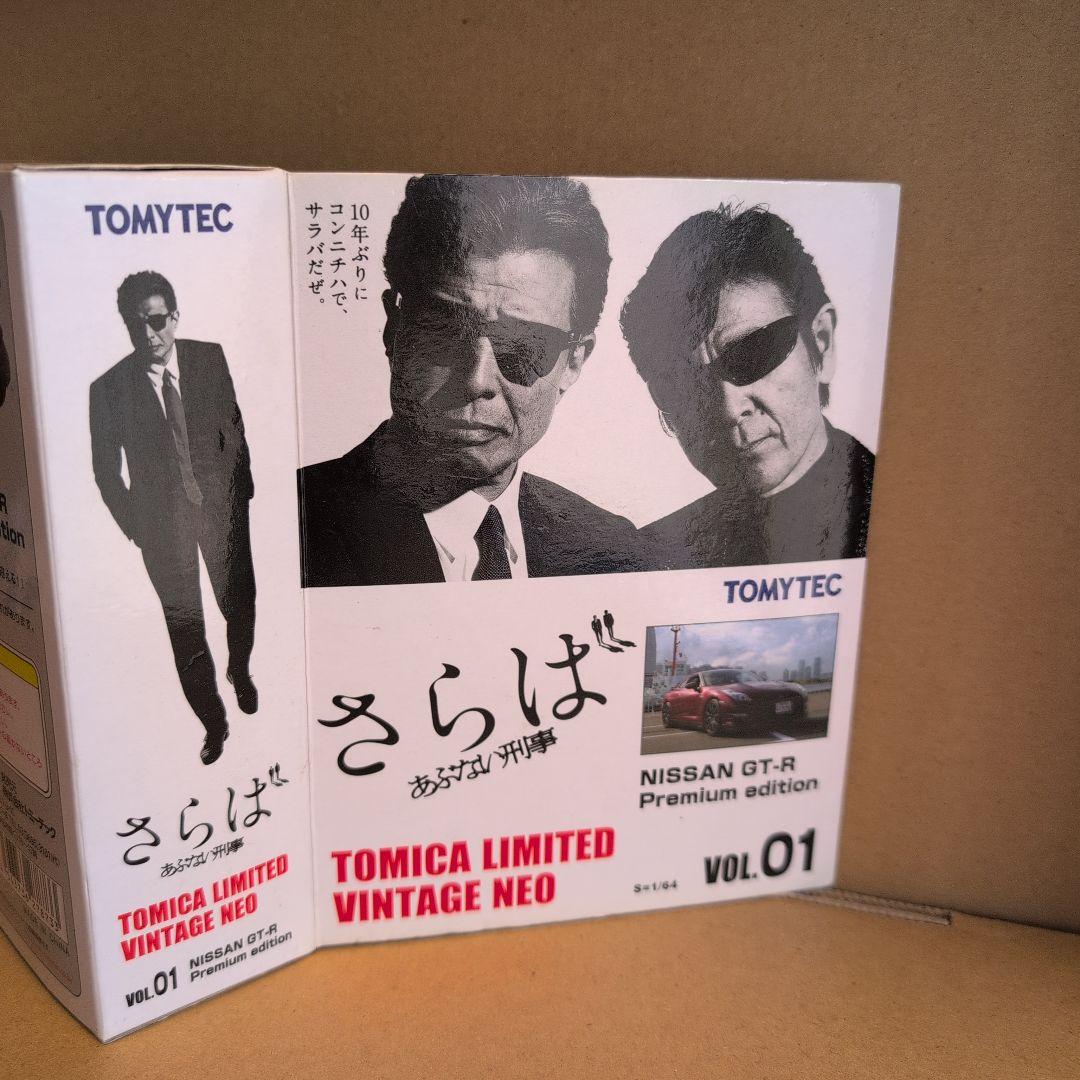 TOMYTEC
さらば
あぶない刑事
TOMICA LIMITED
VINTAGE NEO
VOL.01
NISSAN GT-R
Premium edition
10年ぶりに
コンニチハで、
サラバだぜ。
TOMYTEC
さらば
あぶない刑事
NISSAN GT-R
Premium edition
TOMICA LIMITED
VINTAGE NEO
S=1/64
VOL.01